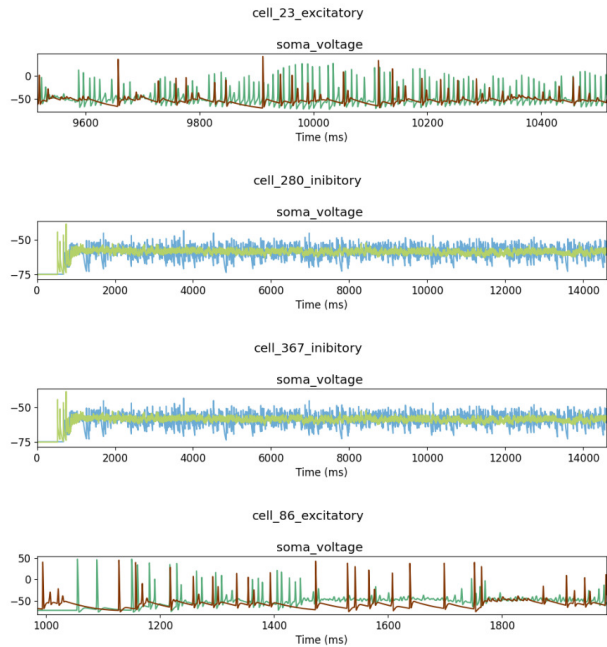 cell_23_excitatory
soma_voltage
0
−50
9600 9800 10000 10200 10400
Time (ms)
cell_280_inibitory
soma_voltage
−50
−75
0 2000 4000 6000 8000 10000 12000 14000
Time (ms)
cell_367_inibitory
soma_voltage
−50
−75
0 2000 4000 6000 8000 10000 12000 14000
Time (ms)
cell_86_excitatory
soma_voltage
50
0
−50
1000 1200 1400 1600 1800
Time (ms)